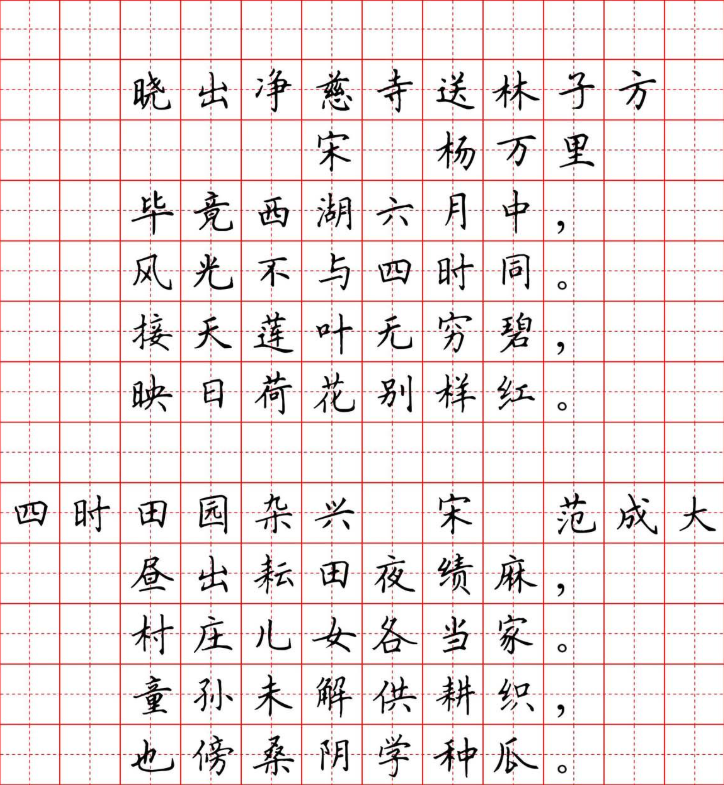 晓出净慈寺送林子方
宋 杨万里
毕竟西湖六月中，
风光不与四时同。
接天莲叶无穷碧，
映日荷花别样红。
四时田园杂兴 宋 范成大
昼出耘田夜绩麻，
村庄儿女各当家。
童孙未解供耕织，
也傍桑阴学种瓜。